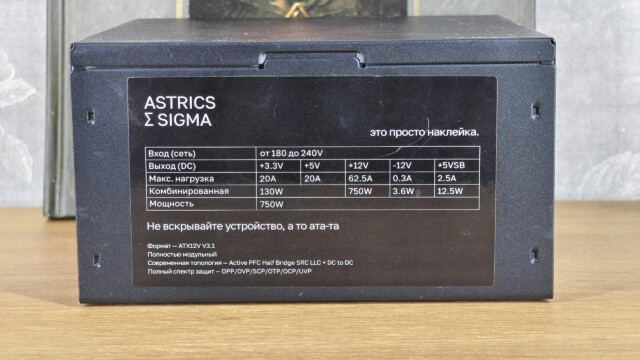 ASTRICS
Σ SIGMA
это просто наклейка.
Вход (сеть) от 180 до 240V
Выход (DC) +3.3V +5V +12V -12V +5VSB
Макс. нагрузка 20A 20A 62.5A 0.3A 2.5A
Комбинированная 130W 750W 3.6W 12.5W
Мощность 750W
Не вскрывайте устройство, а то ата-та
Формат — ATX12V V3.1
Полностью модульный
Современная топология — Active PFC Half Bridge SRC LLC + DC to DC
Полный спектр защит — OPP/OVP/SCP/OTP/OCP/UVP